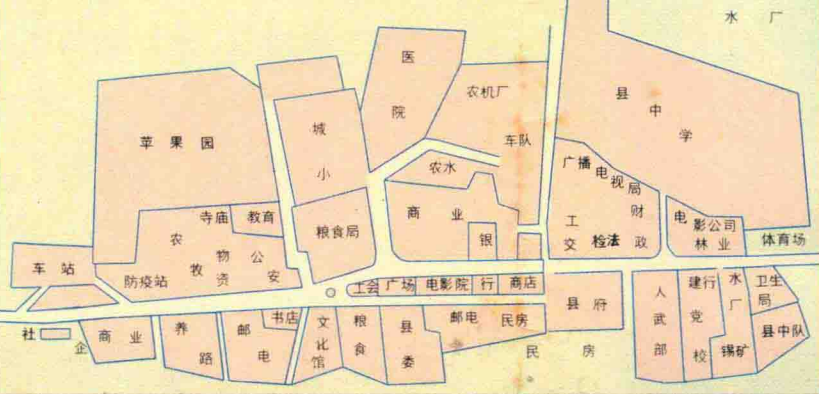 水厂
医院
农机厂
车队
县中学
苹果园
城小
农水
广播电视局
寺庙
教育
粮食局
商业
银
工交
检法
财政
电影公司
林业
体育场
车站
农牧
物资
公安
防疫站
工会
广场
电影院
行
商店
县府
人武部
建行
党校
水厂
锡矿
卫生局
县中队
社企
商业
养路
邮电
书店
文化馆
粮食
县委
邮电
民房
民房